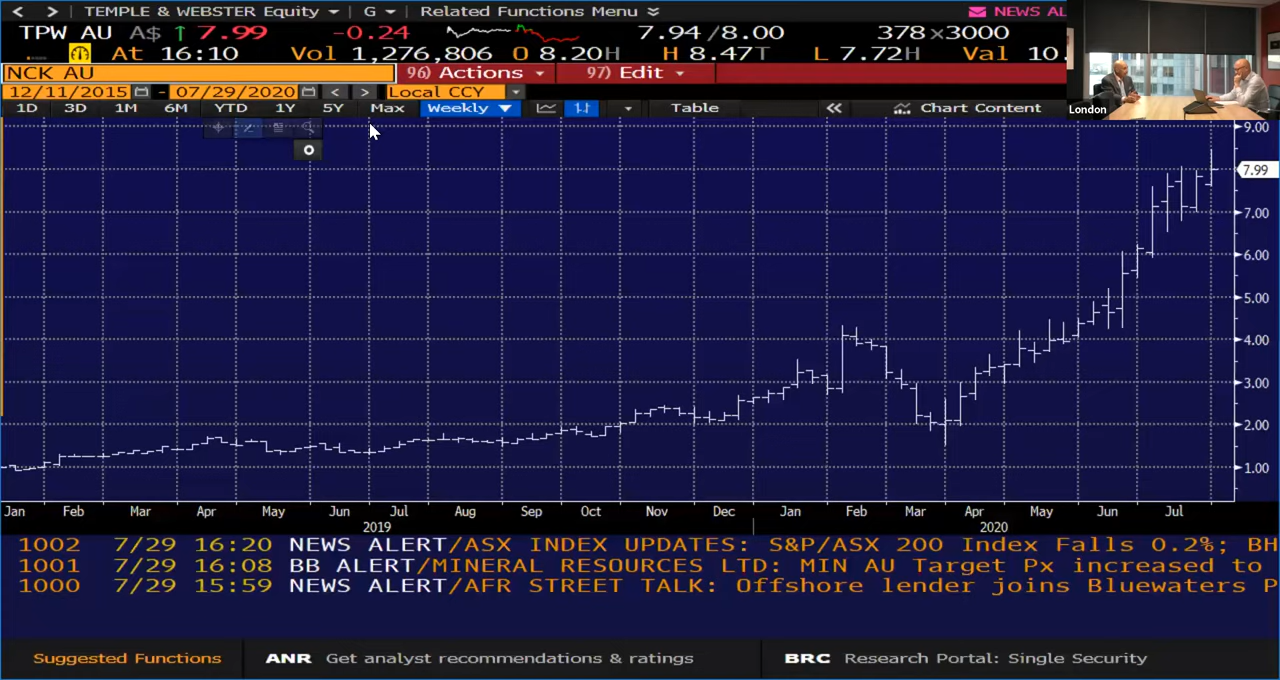 < > TEMPLE & WEBSTER Equity G Related Functions Menu NEWS AL
TPW AU A$ ↑ 7.99 -0.24 7.94/8.00 378x3000
At 16:10 Vol 1,276,806 O 8.20H H 8.47T L 7.72H Val 10.
NCK AU 96) Actions 97) Edit
12/11/2015 - 07/29/2020 < > Local CCY
1D 3D 1M 6M YTD 1Y 5Y Max Weekly Table « Chart Content
London
9.00
7.99
7.00
6.00
5.00
4.00
3.00
2.00
1.00
Jan Feb Mar Apr May Jun Jul Aug Sep Oct Nov Dec Jan Feb Mar Apr May Jun Jul
2019 2020
1002 7/29 16:20 NEWS ALERT/ASX INDEX UPDATES: S&P/ASX 200 Index Falls 0.2%; BH
1001 7/29 16:08 BB ALERT/MINERAL RESOURCES LTD: MIN AU Target Px increased to
1000 7/29 15:59 NEWS ALERT/AFR STREET TALK: Offshore lender joins Bluewaters P
Suggested Functions ANR Get analyst recommendations & ratings BRC Research Portal: Single Security